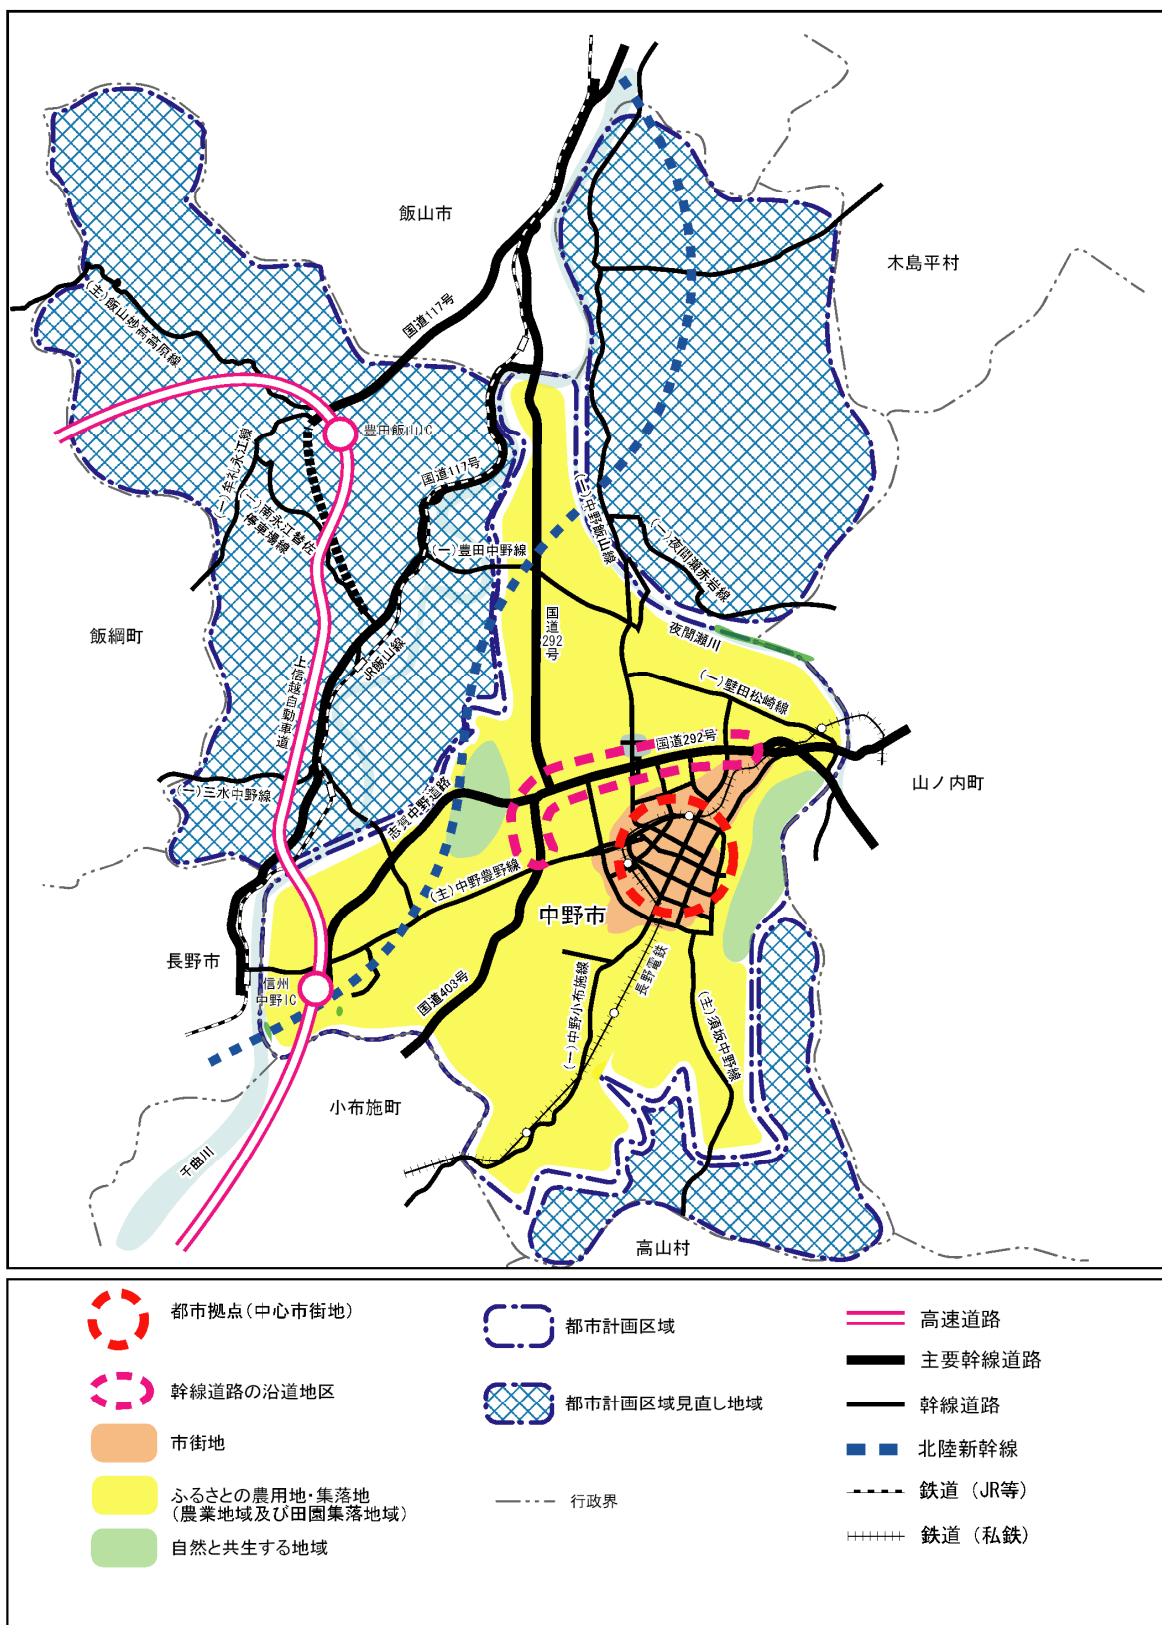 飯山市
木島平村
(主)飯山妙高高原線
国道117号
豊田飯山IC
(一)牟礼永江線
国道117号
(一)南永江替佐
停車場線
(一)中野飯山線
(一)夜間瀬赤岩線
(一)豊田中野線
国道292号
夜間瀬川
飯綱町
JR飯山線
上信越自動車道
(一)壁田松崎線
国道292号
山ノ内町
(一)三水中野線
志賀中野道路
(主)中野豊野線
中野市
長野市
信州
中野IC
国道403号
(一)中野小布施線
長野電鉄
(主)須坂中野線
小布施町
千曲川
高山村
都市拠点(中心市街地)
幹線道路の沿道地区
市街地
ふるさとの農用地・集落地
(農業地域及び田園集落地域)
自然と共生する地域
都市計画区域
都市計画区域見直し地域
行政界
高速道路
主要幹線道路
幹線道路
北陸新幹線
鉄道(JR等)
鉄道(私鉄)